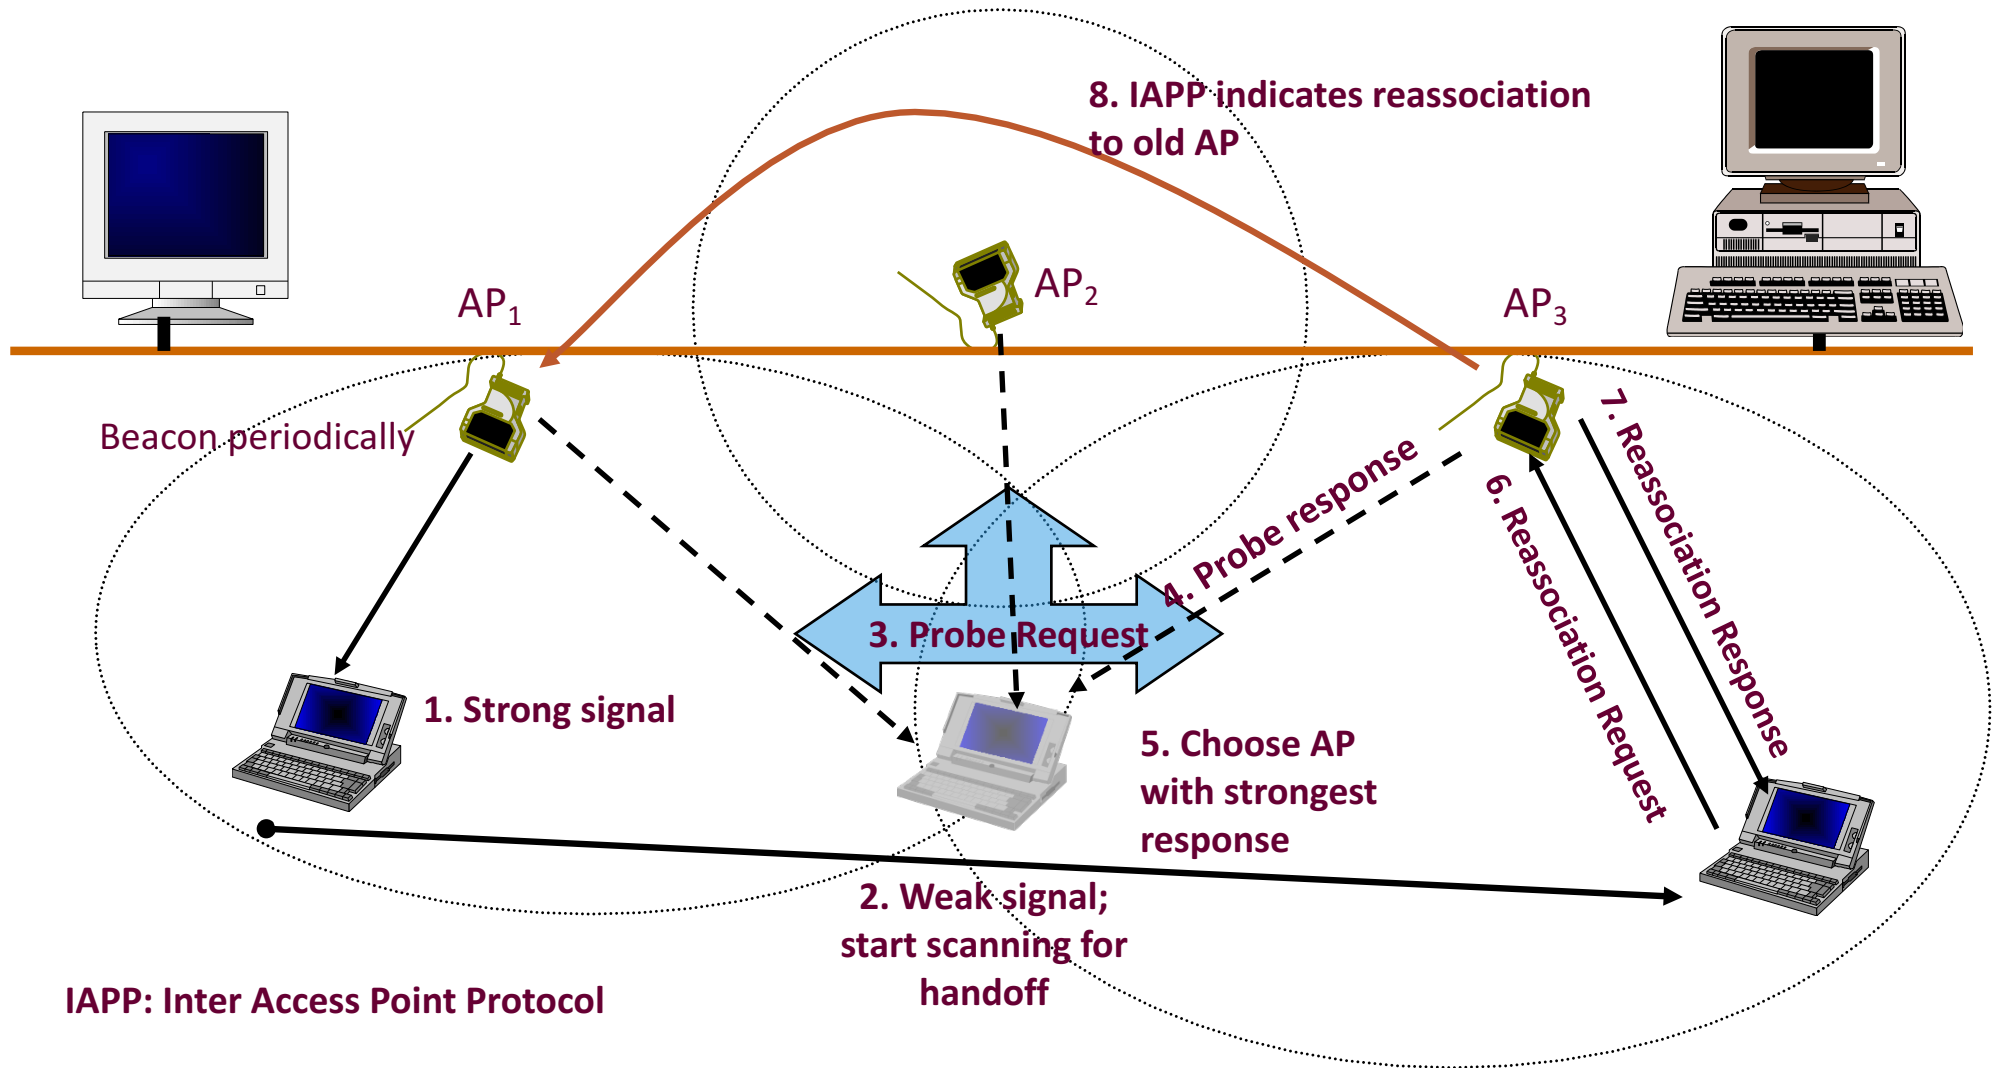 8. IAPP indicates reassociation
to old AP
AP₁
AP₂
AP₃
Beacon periodically
7. Reassociation Response
6. Reassociation Request
4. Probe response
3. Probe Request
1. Strong signal
5. Choose AP
with strongest
response
2. Weak signal;
start scanning for
handoff
IAPP: Inter Access Point Protocol